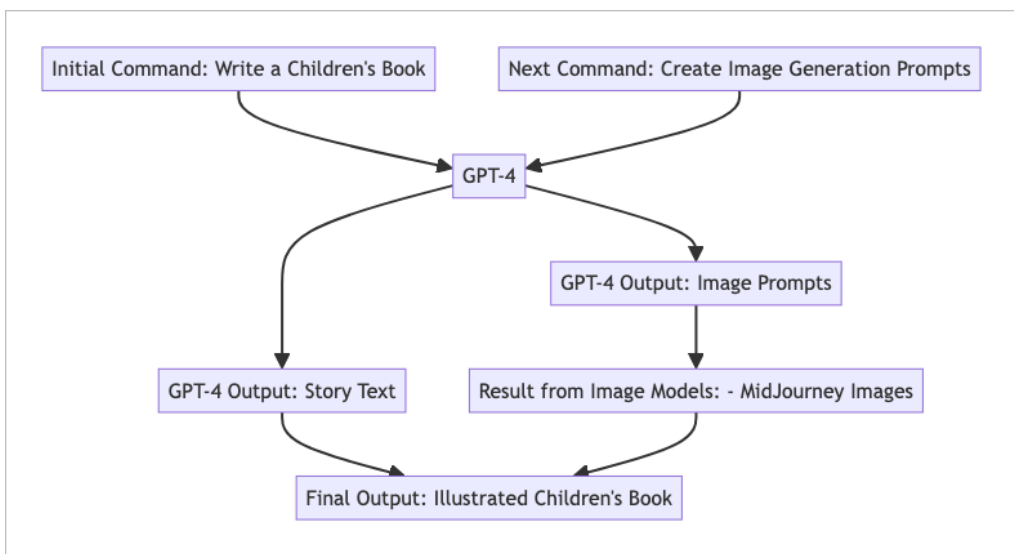 Initial Command: Write a Children's Book
Next Command: Create Image Generation Prompts
GPT-4
GPT-4 Output: Image Prompts
GPT-4 Output: Story Text
Result from Image Models: - MidJourney Images
Final Output: Illustrated Children's Book